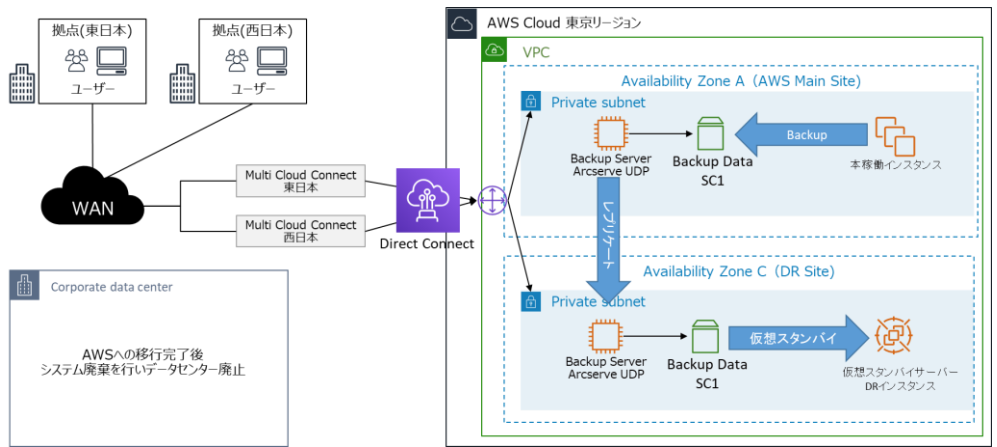 拠点(東日本)
ユーザー
拠点(西日本)
ユーザー
WAN
Multi Cloud Connect
東日本
Multi Cloud Connect
西日本
Direct Connect
Corporate data center
AWSへの移行完了後
システム廃棄を行いデータセンター廃止
AWS Cloud 東京リージョン
VPC
Availability Zone A（AWS Main Site)
Private subnet
Backup Server
Arcserve UDP
Backup Data
SC1
Backup
本稼働インスタンス
レプリケート
Availability Zone C（DR Site)
Private subnet
Backup Server
Arcserve UDP
Backup Data
SC1
仮想スタンバイ
仮想スタンバイサーバー
DRインスタンス